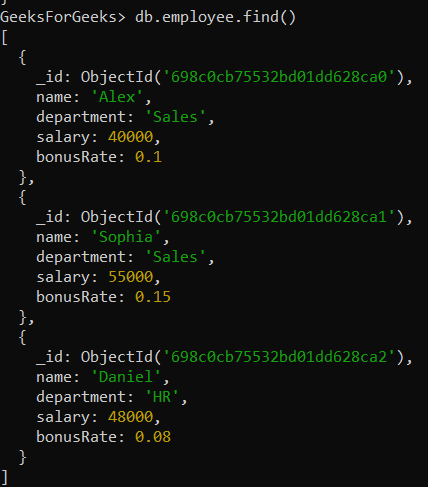 }
GeeksForGeeks> db.employee.find()
[
  {
    _id: ObjectId('698c0cb75532bd01dd628ca0'),
    name: 'Alex',
    department: 'Sales',
    salary: 40000,
    bonusRate: 0.1
  },
  {
    _id: ObjectId('698c0cb75532bd01dd628ca1'),
    name: 'Sophia',
    department: 'Sales',
    salary: 55000,
    bonusRate: 0.15
  },
  {
    _id: ObjectId('698c0cb75532bd01dd628ca2'),
    name: 'Daniel',
    department: 'HR',
    salary: 48000,
    bonusRate: 0.08
  }
]